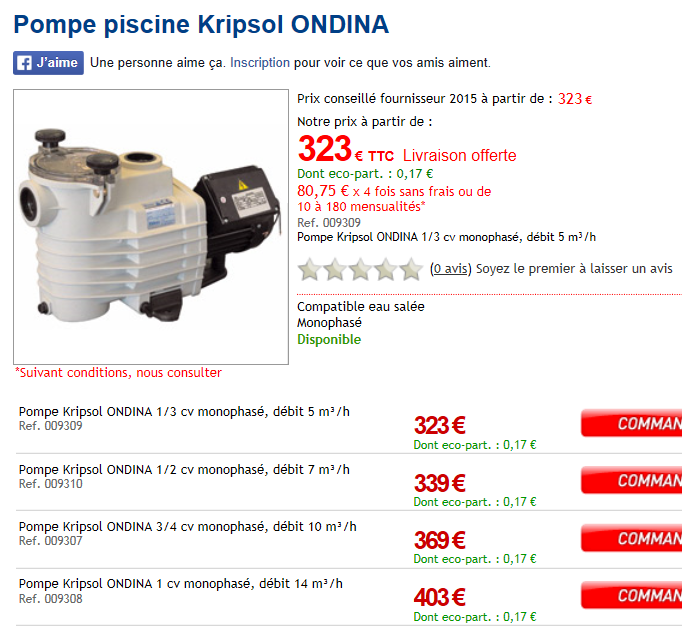 Pompe piscine Kripsol ONDINA
J'aime Une personne aime ça. Inscription pour voir ce que vos amis aiment.
Prix conseillé fournisseur 2015 à partir de : 323 €
Notre prix à partir de :
323 € TTC Livraison offerte
Dont eco-part. : 0,17 €
80,75 € x 4 fois sans frais ou de
10 à 180 mensualités*
Ref. 009309
Pompe Kripsol ONDINA 1/3 cv monophasé, débit 5 m³/h
(0 avis) Soyez le premier à laisser un avis
Compatible eau salée
Monophasé
Disponible
*Suivant conditions, nous consulter
Pompe Kripsol ONDINA 1/3 cv monophasé, débit 5 m³/h
Ref. 009309
323 €
Dont eco-part. : 0,17 €
COMMAN
Pompe Kripsol ONDINA 1/2 cv monophasé, débit 7 m³/h
Ref. 009310
339 €
Dont eco-part. : 0,17 €
COMMAN
Pompe Kripsol ONDINA 3/4 cv monophasé, débit 10 m³/h
Ref. 009307
369 €
Dont eco-part. : 0,17 €
COMMAN
Pompe Kripsol ONDINA 1 cv monophasé, débit 14 m³/h
Ref. 009308
403 €
Dont eco-part. : 0,17 €
COMMAN